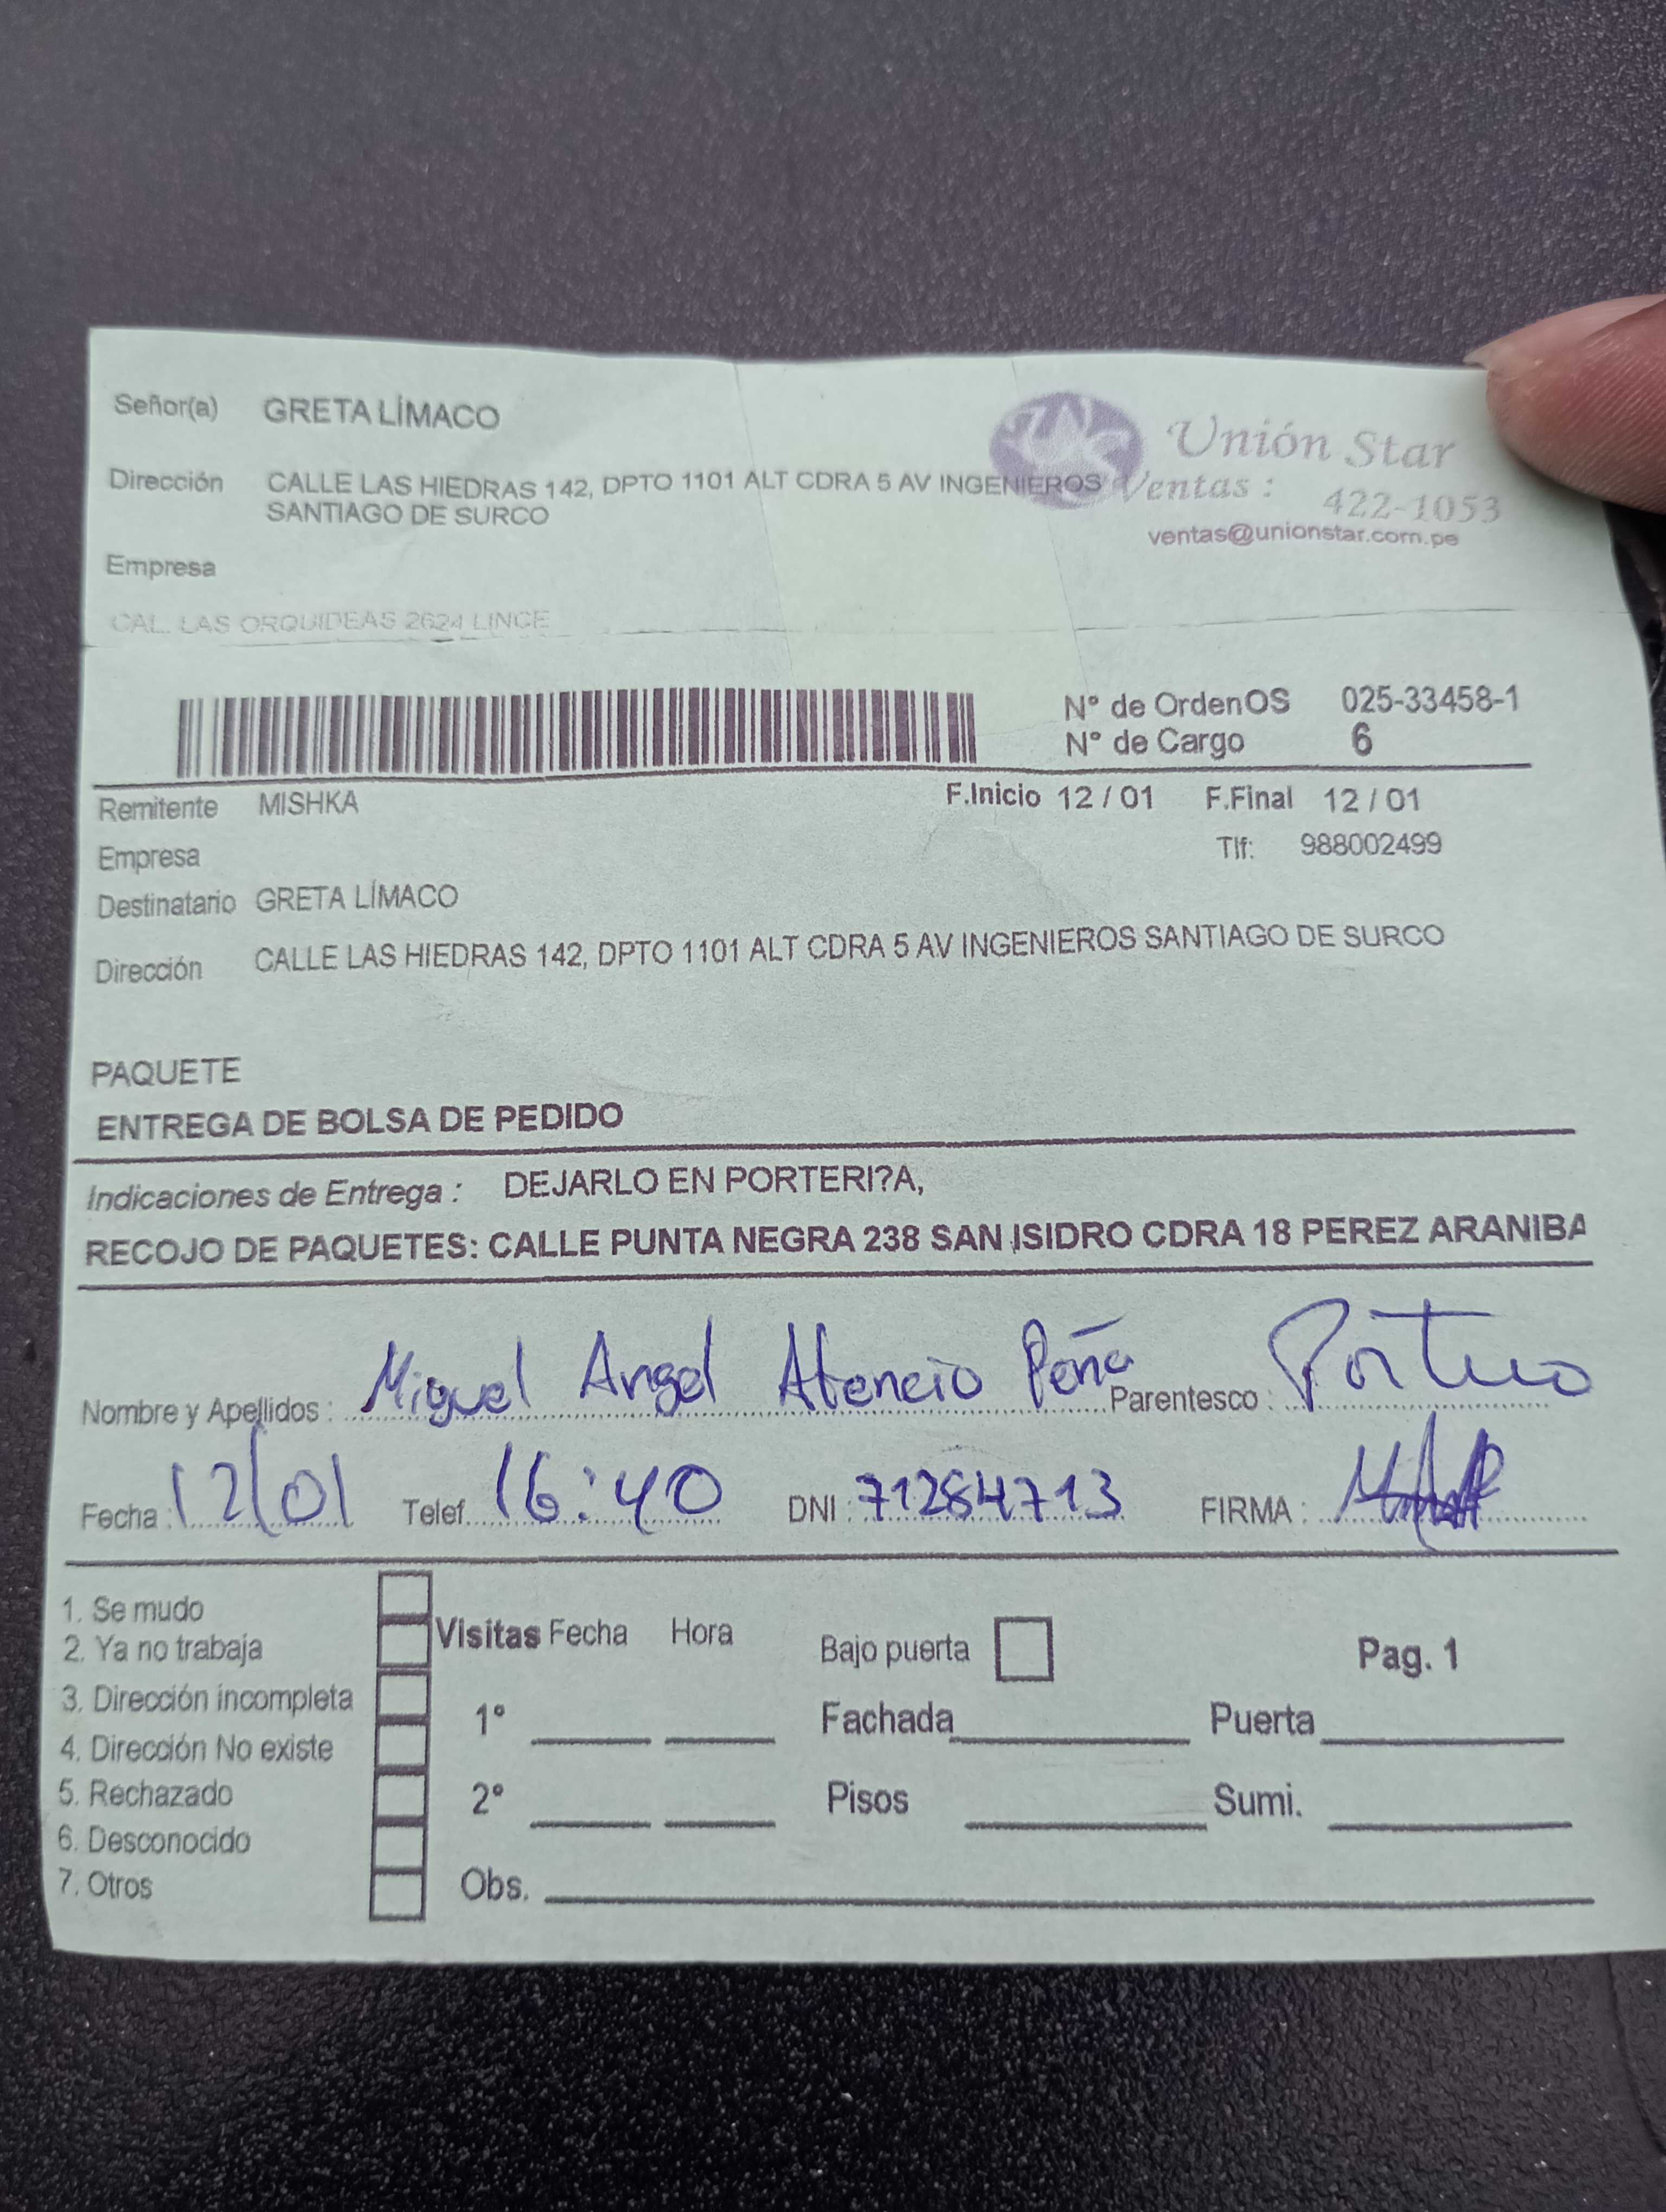 Señor(a) GRETA LÍMACO
Unión Star
Dirección CALLE LAS HIEDRAS 142, DPTO 1101 ALT CDRA 5 AV INGENIEROS
SANTIAGO DE SURCO
Ventas : 422-1053
ventas@unionstar.com.pe
Empresa
CAL. LAS ORQUIDEAS 2624 LINCE
N° de Orden OS 025-33458-1
N° de Cargo 6
Remitente MISHKA F.Inicio 12 / 01 F.Final 12 / 01
Empresa Tlf: 988002499
Destinatario GRETA LÍMACO
Dirección CALLE LAS HIEDRAS 142, DPTO 1101 ALT CDRA 5 AV INGENIEROS SANTIAGO DE SURCO
PAQUETE
ENTREGA DE BOLSA DE PEDIDO
Indicaciones de Entrega : DEJARLO EN PORTERI?A,
RECOJO DE PAQUETES: CALLE PUNTA NEGRA 238 SAN ISIDRO CDRA 18 PEREZ ARANIBA
Nombre y Apellidos : Miguel Angel Atencio Peña Parentesco : Portero
Fecha : 12/01 Telef. 16:40 DNI : 71284713 FIRMA :
1. Se mudo
2. Ya no trabaja
3. Dirección incompleta
4. Dirección No existe
5. Rechazado
6. Desconocido
7. Otros
Visitas Fecha Hora
1°
2°
Obs.
Bajo puerta Pag. 1
Fachada Puerta
Pisos Sumi.